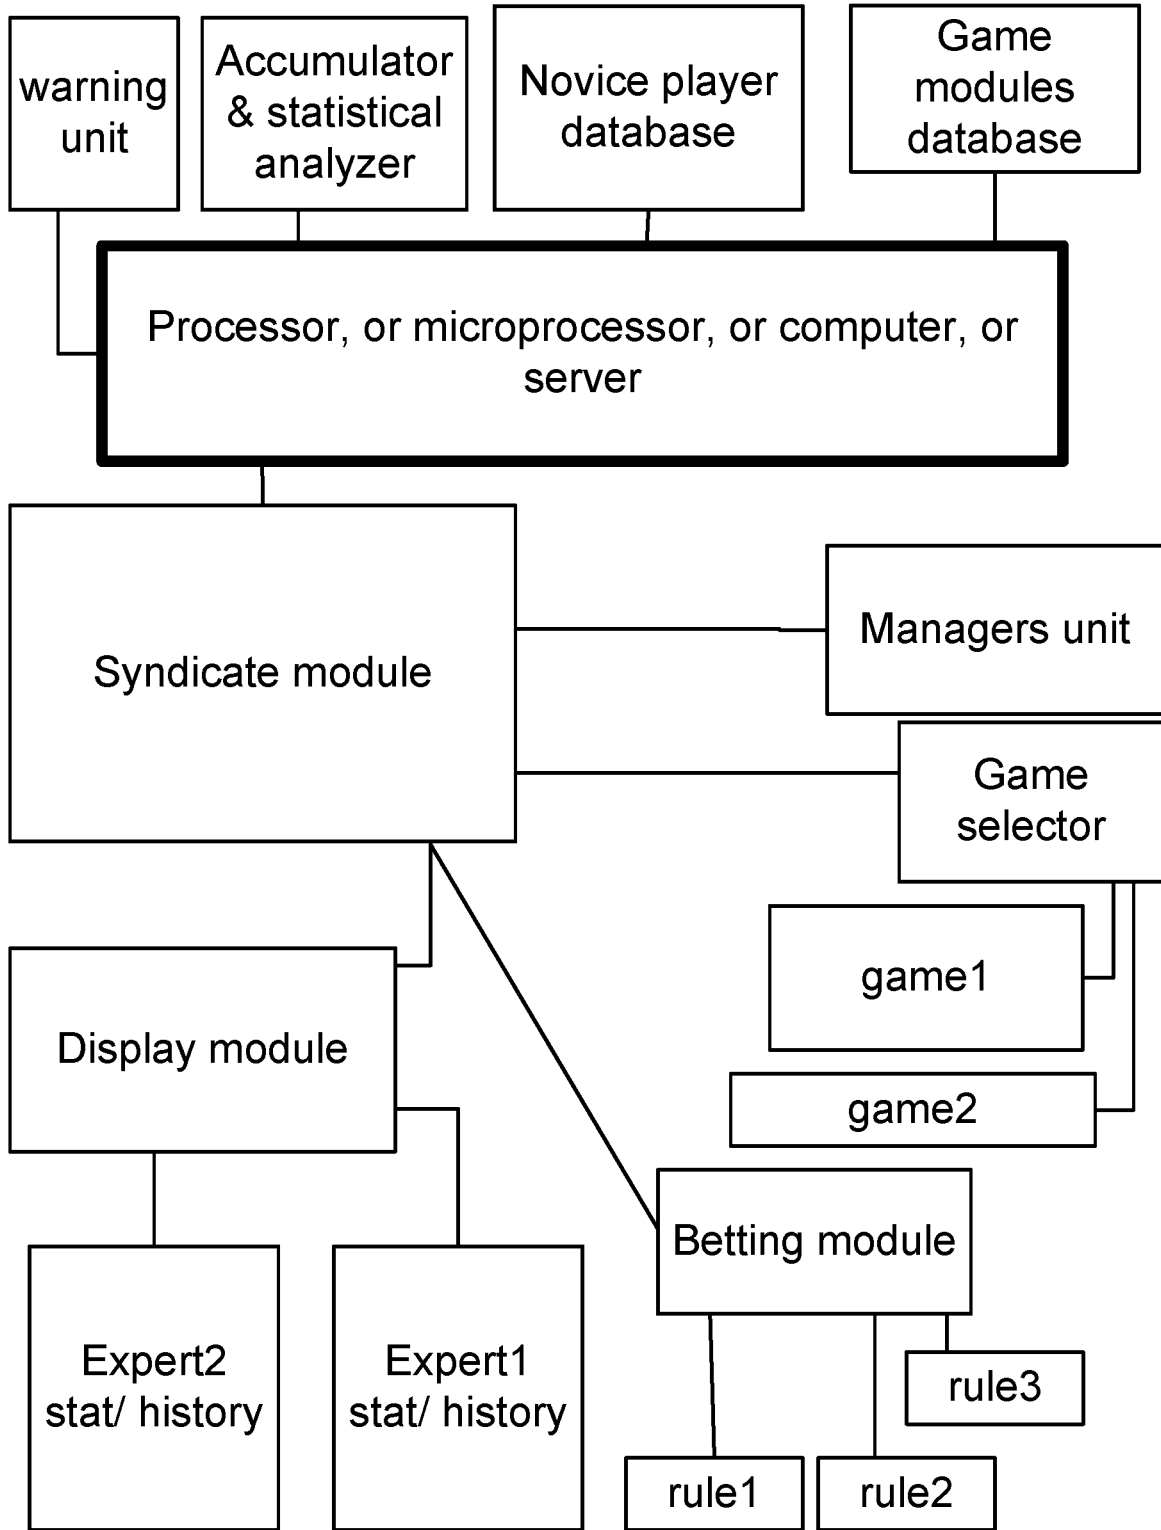 warning
unit
Accumulator
& statistical
analyzer
Novice player
database
Game
modules
database
Processor, or microprocessor, or computer, or
server
Syndicate module
Managers unit
Game
selector
game1
game2
Display module
Betting module
Expert2
stat/ history
Expert1
stat/ history
rule3
rule1
rule2